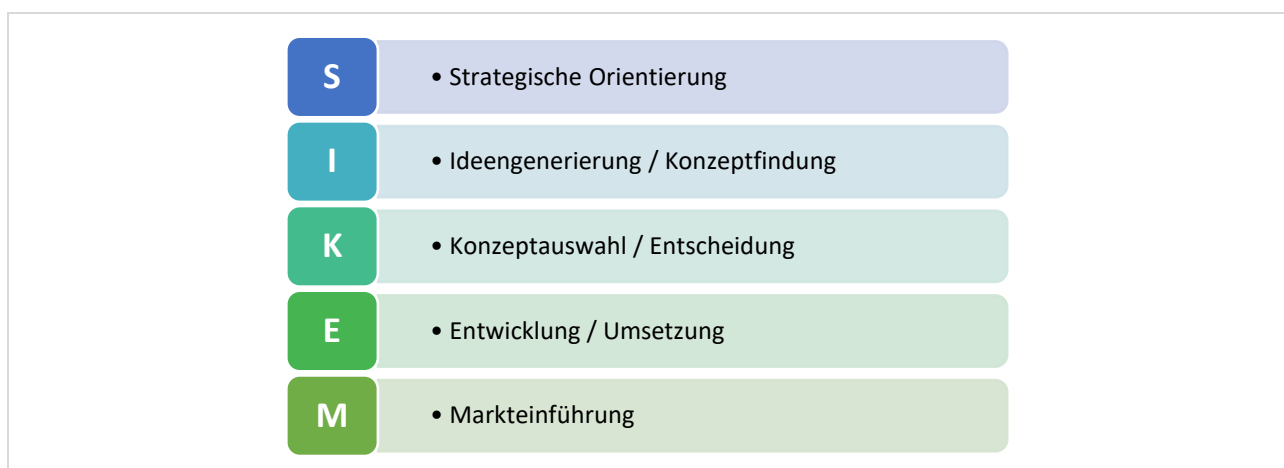 S
• Strategische Orientierung
I
• Ideengenerierung / Konzeptfindung
K
• Konzeptauswahl / Entscheidung
E
• Entwicklung / Umsetzung
M
• Markteinführung